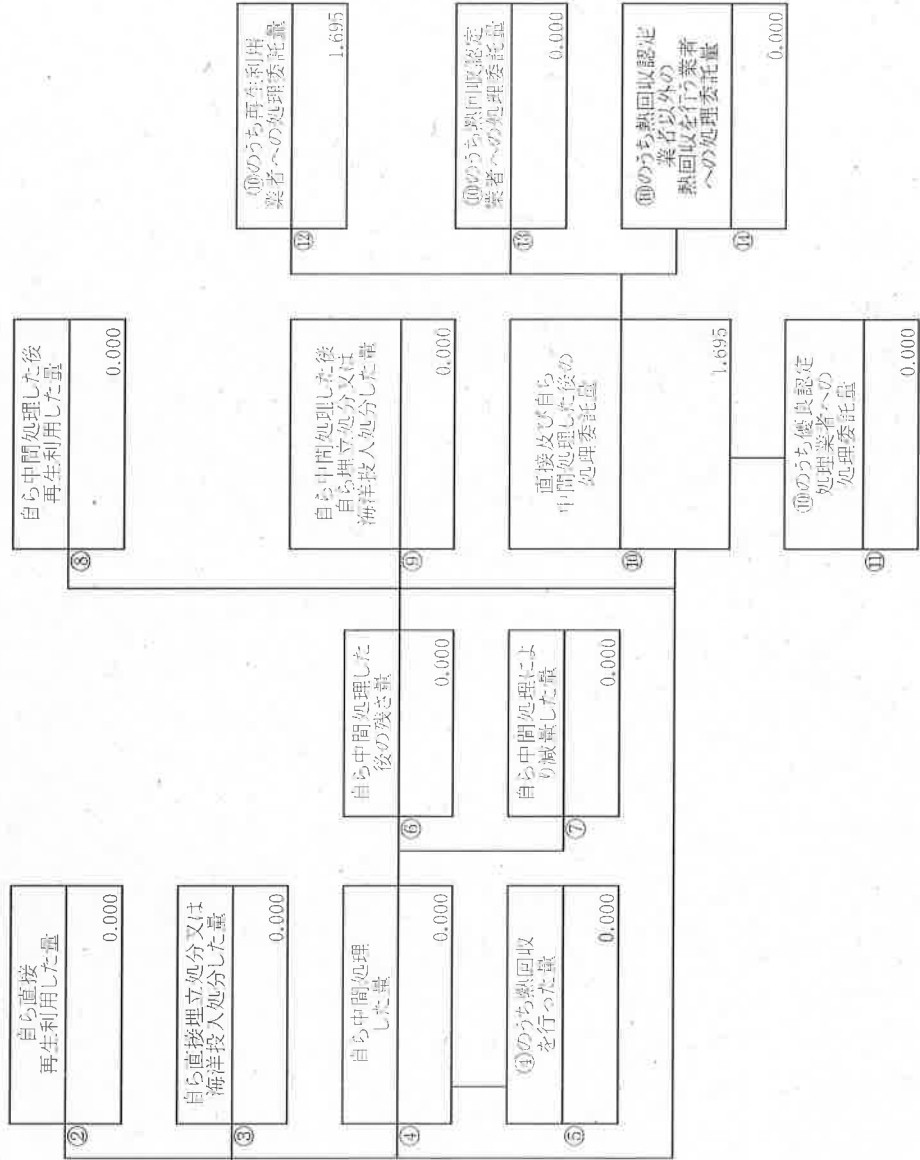 ②
自ら直接
再生利用した量
0.000
③
自ら直接埋立処分又は
海洋投入処分した量
0.000
④
自ら中間処理
した量
0.000
⑤
④のうち熱回収
を行った量
0.000
⑥
自ら中間処理した
後の残さ量
0.000
⑦
自ら中間処理によ
り減量した量
0.000
⑧
自ら中間処理した後
再生利用した量
0.000
⑨
自ら中間処理した後
自ら埋立処分又は
海洋投入処分した量
0.000
⑩
直接及び自ら
中間処理した後の
処理委託量
1.695
⑪
⑩のうち優良認定
処理業者への
処理委託量
0.000
⑫
⑩のうち再生利用
業者への処理委託量
1.695
⑬
⑩のうち熱回収認定
業者への処理委託量
0.000
⑭
⑩のうち熱回収認定
業者以外の
熱回収を行う業者
への処理委託量
0.000